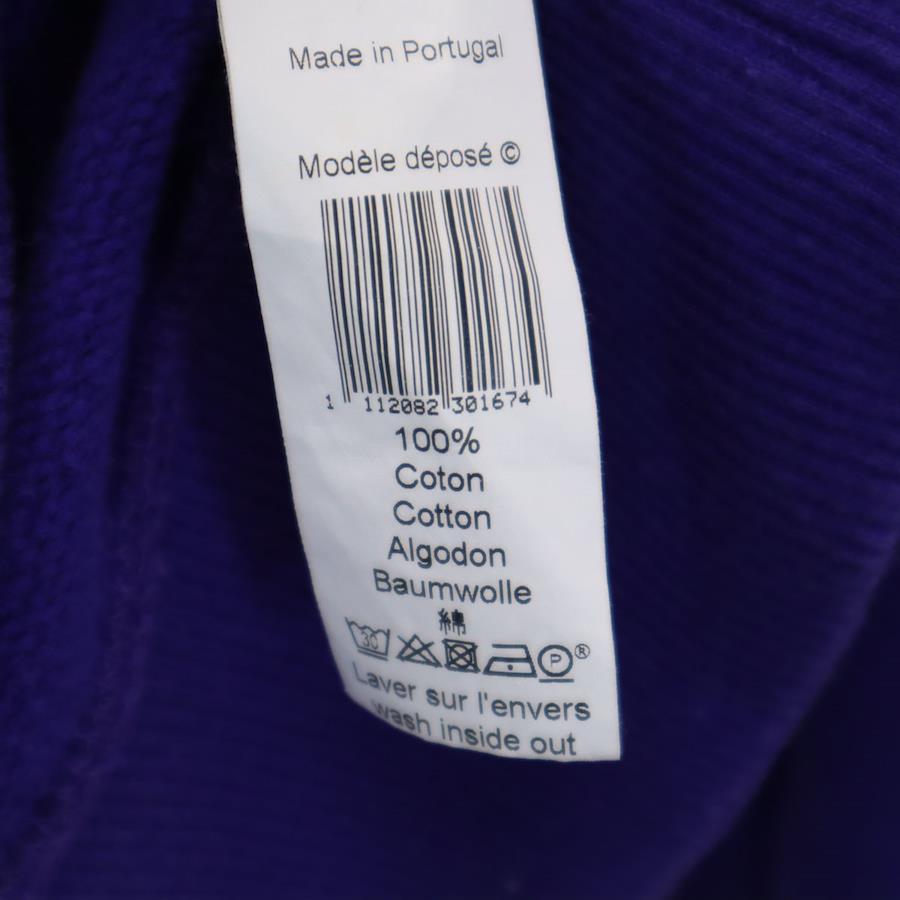 Made in Portugal
Modèle déposé ©
1 112082 301674
100%
Coton
Cotton
Algodon
Baumwolle
綿
30 P ®
Laver sur l'envers
wash inside out